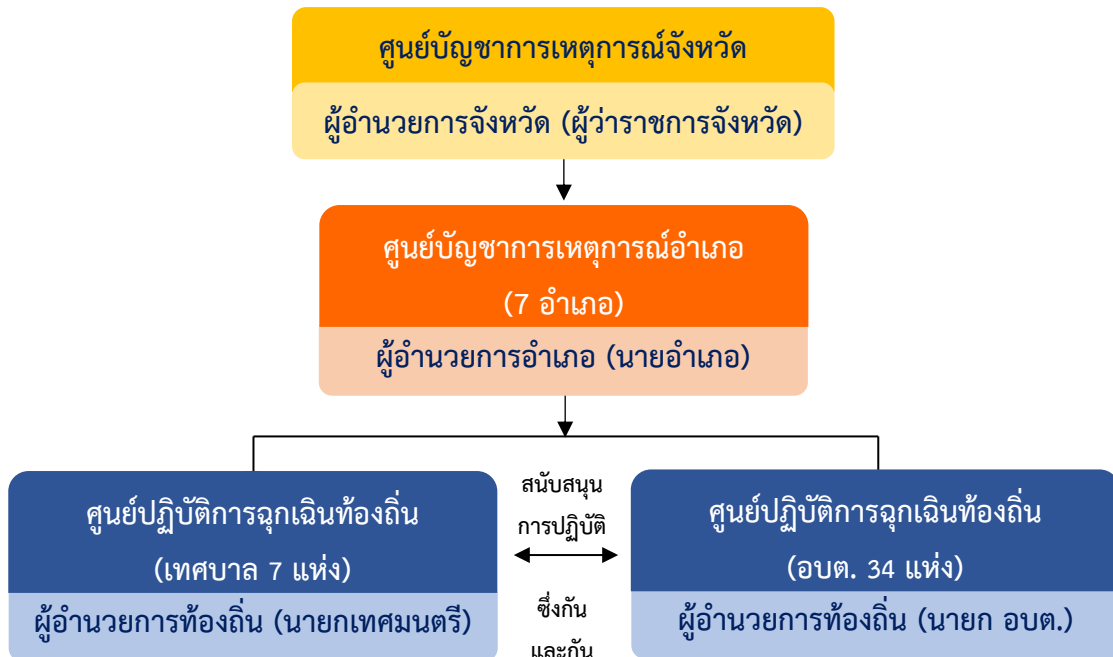 ศูนย์บัญชาการเหตุการณ์จังหวัด
ผู้อำนวยการจังหวัด (ผู้ว่าราชการจังหวัด)
ศูนย์บัญชาการเหตุการณ์อำเภอ
(7 อำเภอ)
ผู้อำนวยการอำเภอ (นายอำเภอ)
ศูนย์ปฏิบัติการฉุกเฉินท้องถิ่น
(เทศบาล 7 แห่ง)
ผู้อำนวยการท้องถิ่น (นายกเทศมนตรี)
สนับสนุน
การปฏิบัติ
ซึ่งกัน
และกัน
ศูนย์ปฏิบัติการฉุกเฉินท้องถิ่น
(อบต. 34 แห่ง)
ผู้อำนวยการท้องถิ่น (นายก อบต.)